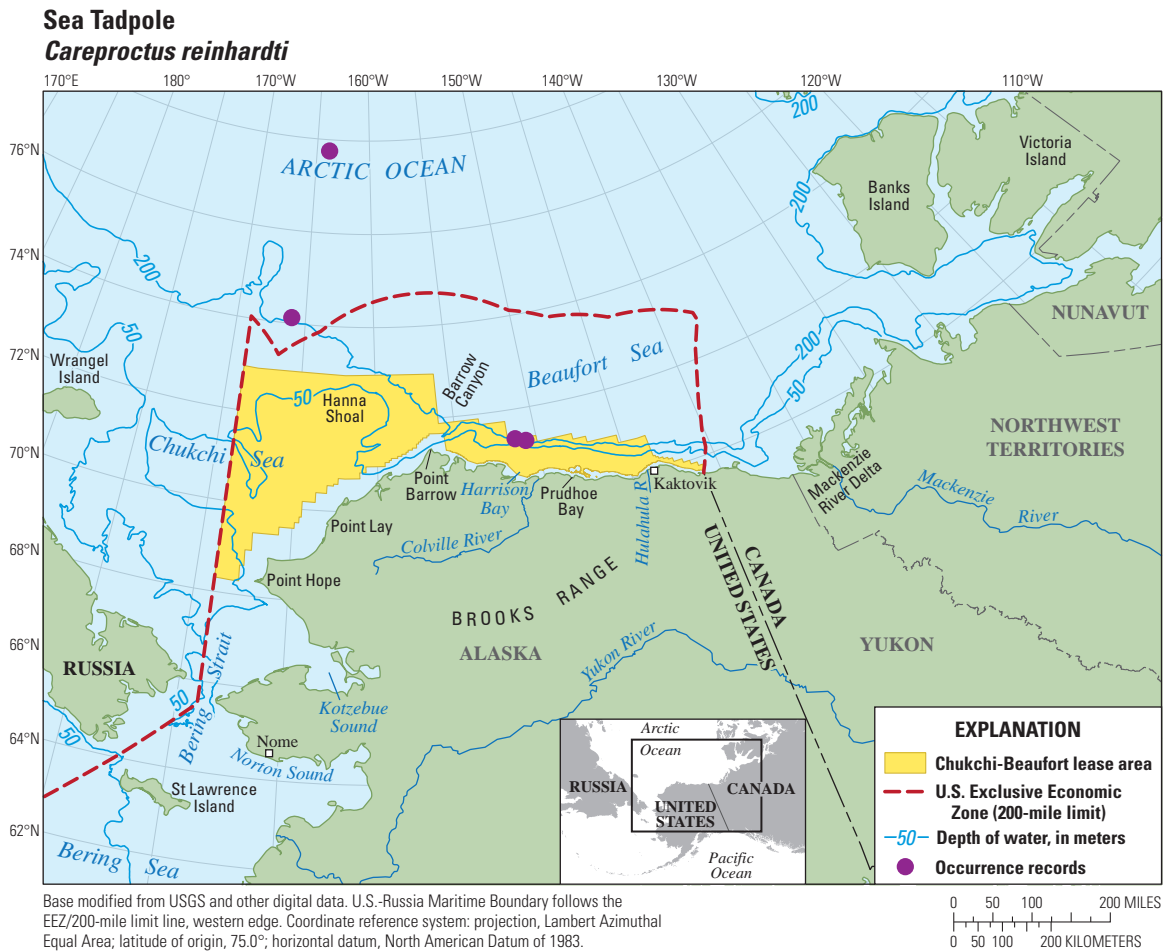 Sea Tadpole
Careproctus reinhardti
170°E
180°
170°W
160°W
150°W
140°W
130°W
120°W
110°W
76°N
74°N
72°N
70°N
68°N
66°N
64°N
62°N
200
ARCTIC OCEAN
Victoria
Island
Banks
Island
200
200
NUNAVUT
50
Wrangel
Island
Beaufort Sea
200
50
Barrow
Canyon
50
Hanna
Shoal
Chukchi Sea
NORTHWEST
TERRITORIES
Point
Barrow
Harrison
Bay
Prudhoe
Bay
Hulahula R
Kaktovik
Mackenzie
River Delta
Mackenzie
River
Point Lay
Colville River
Point Hope
BROOKS RANGE
CANADA
UNITED STATES
ALASKA
YUKON
Yukon River
RUSSIA
Bering Strait
50
50
Kotzebue
Sound
Nome
Norton Sound
St Lawrence
Island
Bering Sea
Arctic
Ocean
RUSSIA
CANADA
UNITED
STATES
Pacific
Ocean
EXPLANATION
Chukchi-Beaufort lease area
U.S. Exclusive Economic
Zone (200-mile limit)
50 Depth of water, in meters
Occurrence records
Base modified from USGS and other digital data. U.S.-Russia Maritime Boundary follows the
EEZ/200-mile limit line, western edge. Coordinate reference system: projection, Lambert Azimuthal
Equal Area; latitude of origin, 75.0°; horizontal datum, North American Datum of 1983.
0 50 100 200 MILES
0 50 100 200 KILOMETERS